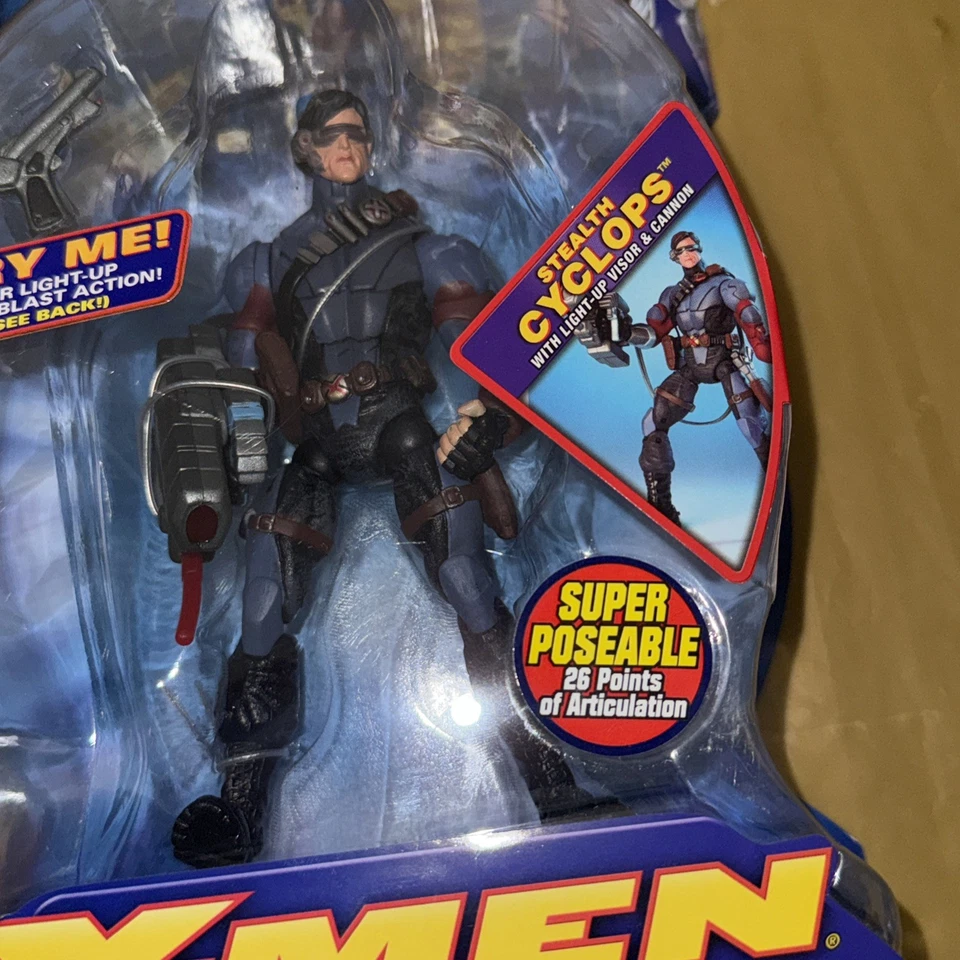 RY ME!
R LIGHT-UP
BLAST ACTION!
SEE BACK!)
STEALTH
CYCLOPS™
WITH LIGHT-UP VISOR & CANNON
SUPER
POSEABLE
26 Points
of Articulation
X-MEN®